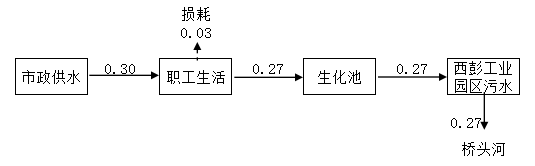 损耗
0.03
市政供水
0.30
职工生活
0.27
生化池
0.27
西彭工业
园区污水
0.27
桥头河